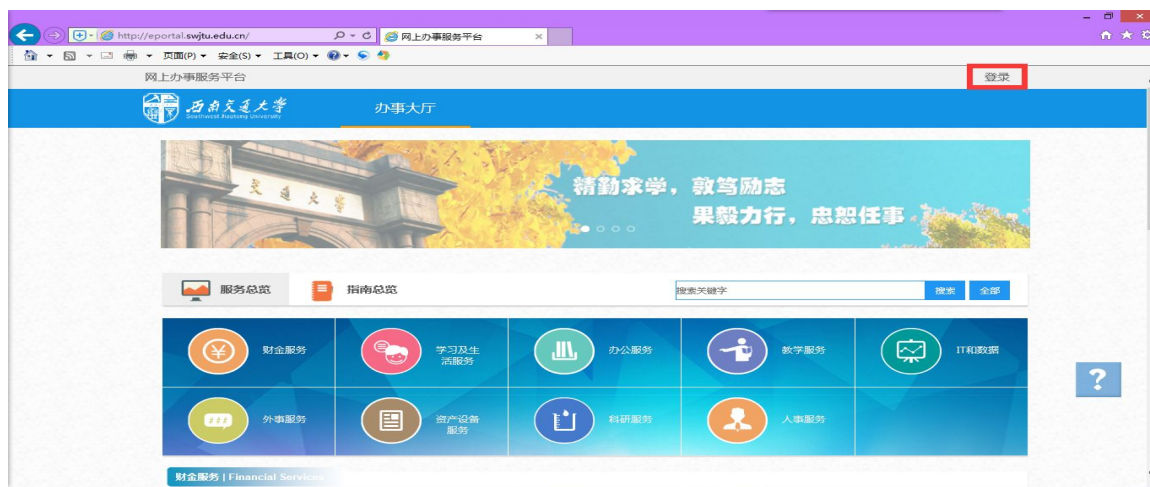 http://eportal.swjtu.edu.cn/
网上办事服务平台
页面(P) 安全(S) 工具(O)
网上办事服务平台 登录
西南交通大学 办事大厅
Southwest Jiaotong University
交通大学
精勤求学，敦笃励志
果毅力行，忠恕任事
服务总览 指南总览 搜索关键字 搜索 全部
财金服务 学习及生活服务 办公服务 教学服务 IT和数据
外事服务 资产设备服务 科研服务 人事服务
?
财金服务 | Financial Services